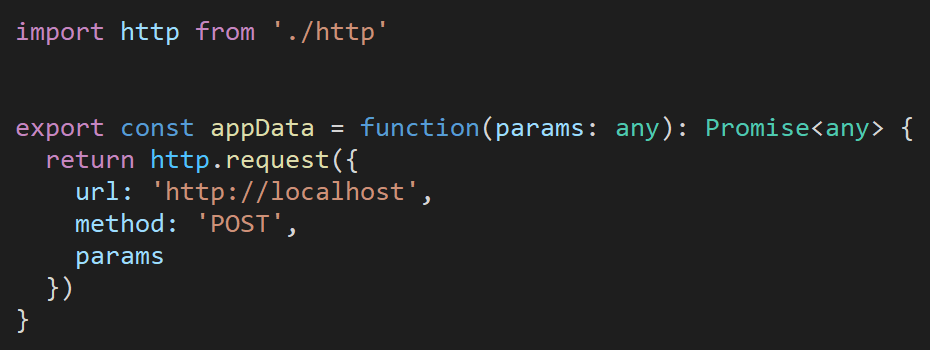 import http from './http'
export const appData = function(params: any): Promise<any> {
  return http.request({
    url: 'http://localhost',
    method: 'POST',
    params
  })
}